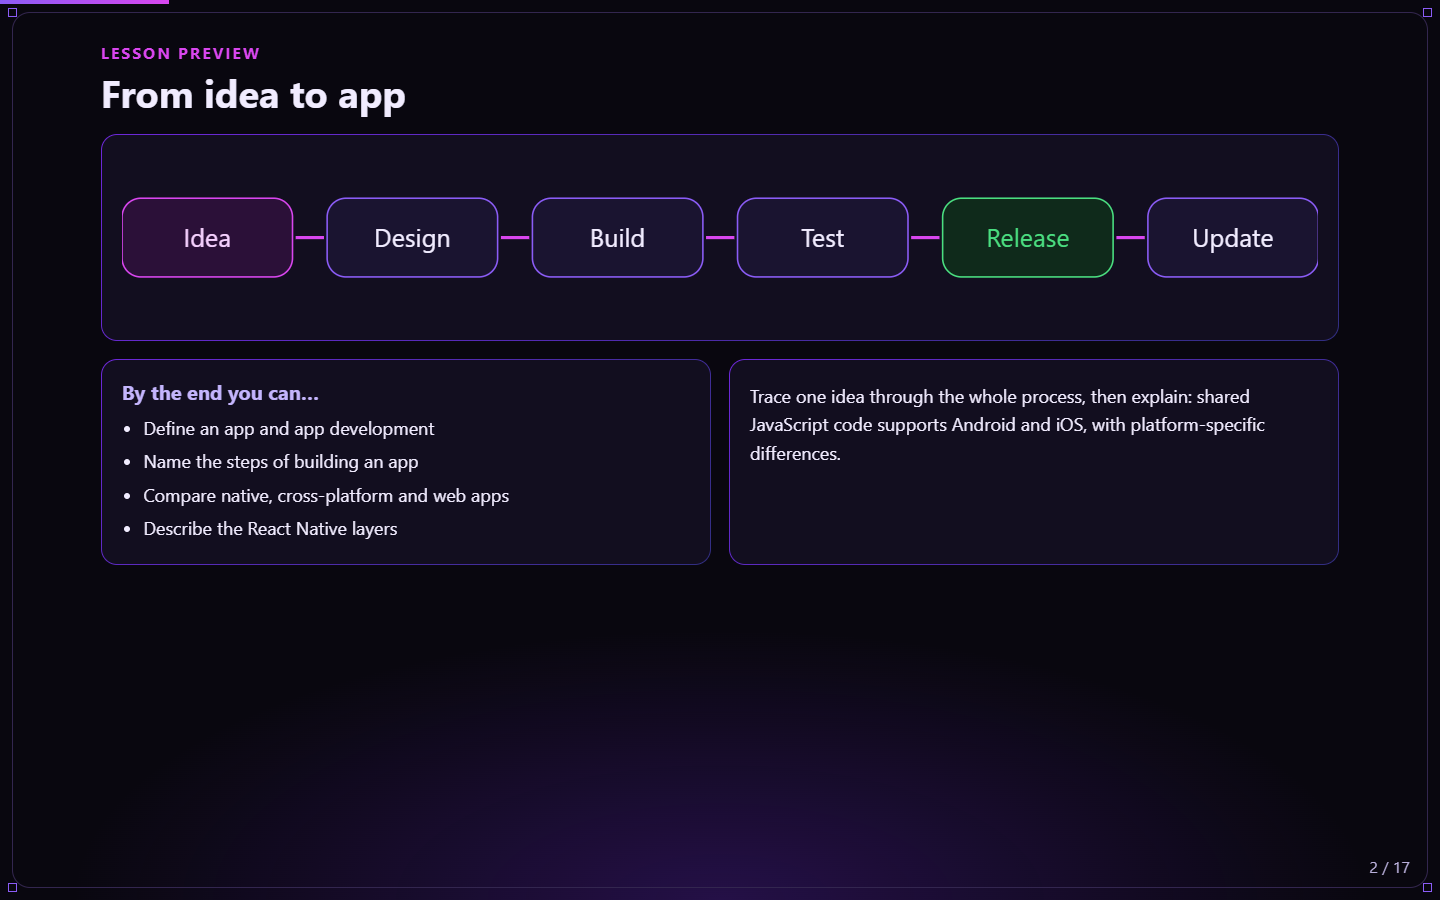 LESSON PREVIEW
From idea to app
Idea
Design
Build
Test
Release
Update
By the end you can...
• Define an app and app development
• Name the steps of building an app
• Compare native, cross-platform and web apps
• Describe the React Native layers
Trace one idea through the whole process, then explain: shared
JavaScript code supports Android and iOS, with platform-specific
differences.
2 / 17